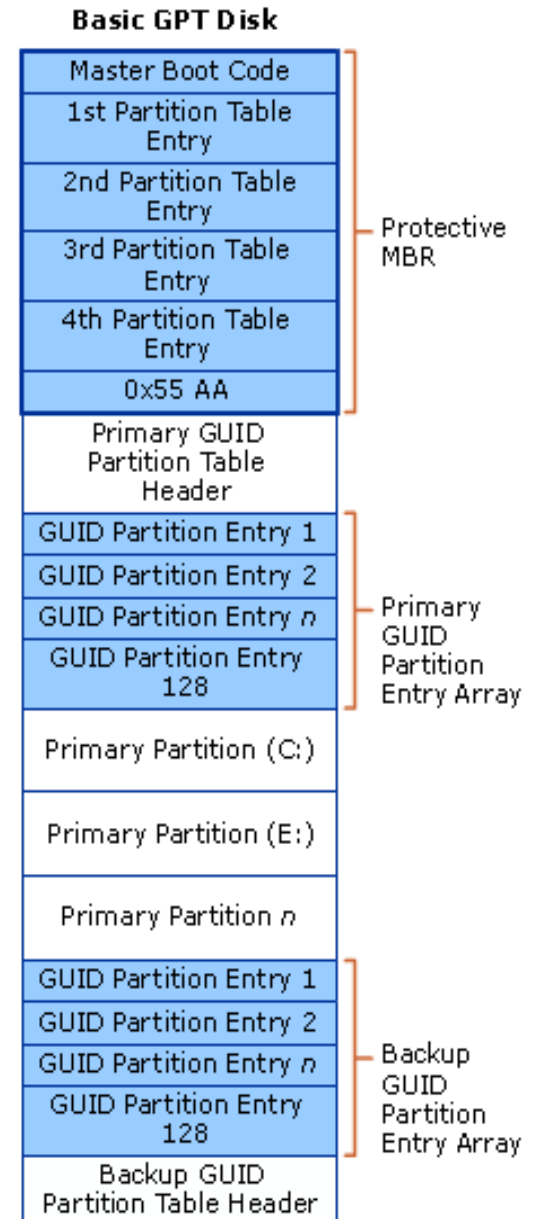 Basic GPT Disk
Master Boot Code
1st Partition Table
Entry
2nd Partition Table
Entry
3rd Partition Table
Entry
4th Partition Table
Entry
0x55 AA
Protective
MBR
Primary GUID
Partition Table
Header
GUID Partition Entry 1
GUID Partition Entry 2
GUID Partition Entry n
GUID Partition Entry
128
Primary
GUID
Partition
Entry Array
Primary Partition (C:)
Primary Partition (E:)
Primary Partition n
GUID Partition Entry 1
GUID Partition Entry 2
GUID Partition Entry n
GUID Partition Entry
128
Backup
GUID
Partition
Entry Array
Backup GUID
Partition Table Header